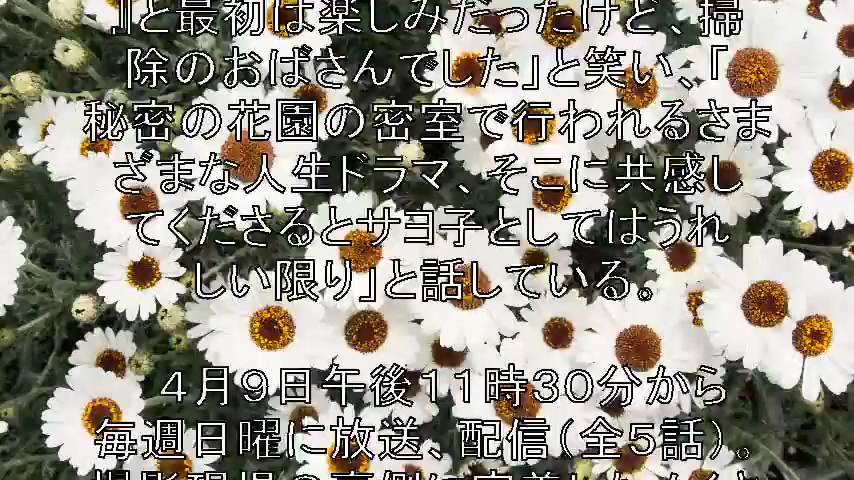 』と最初は楽しみだったけど、掃
除のおばさんでした」と笑い、「
秘密の花園の密室で行われるさま
ざまな人生ドラマ、そこに共感し
てくださるとサヨ子としてはうれ
しい限り」と話している。
４月９日午後１１時３０分から
毎週日曜に放送、配信（全５話）。